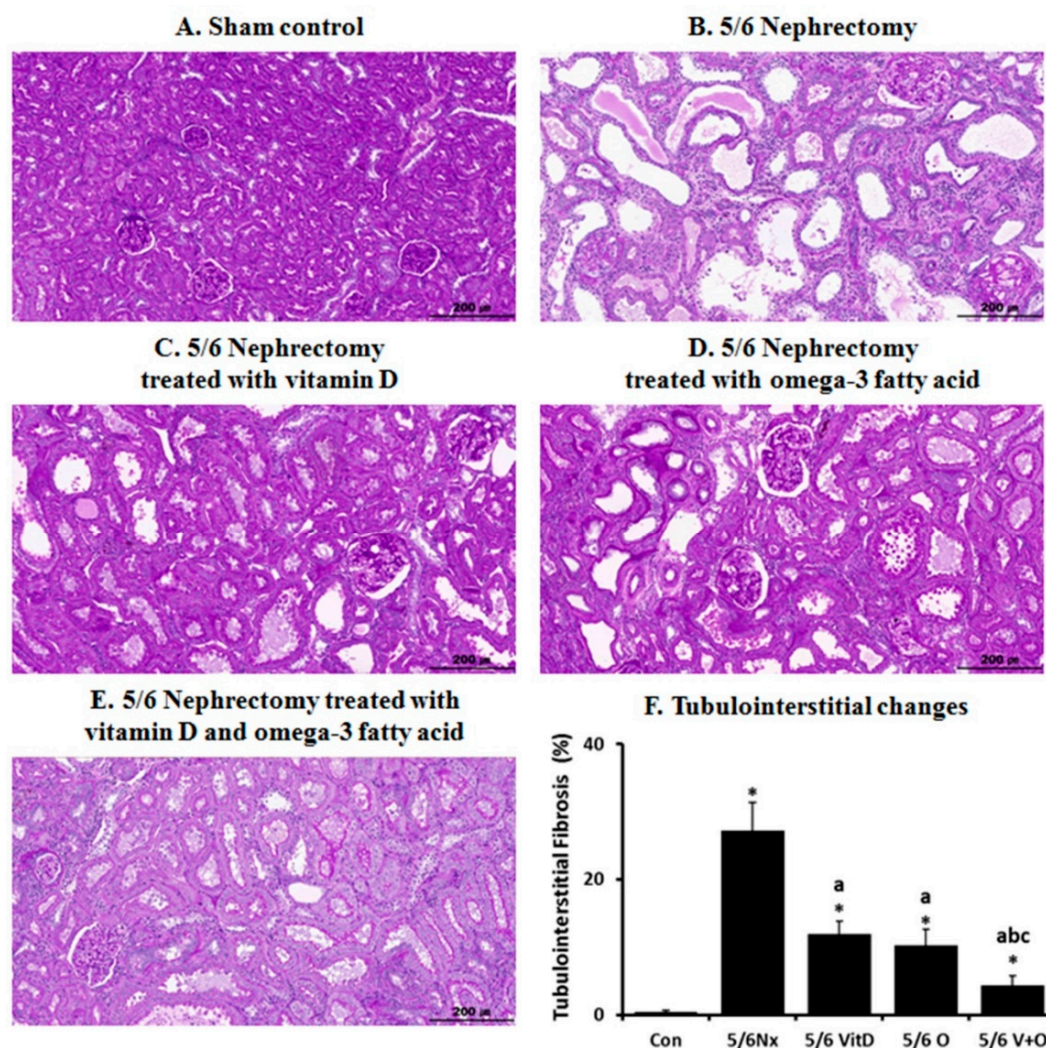 A. Sham control
B. 5/6 Nephrectomy
200 ㎛
200 ㎛
C. 5/6 Nephrectomy
treated with vitamin D
D. 5/6 Nephrectomy
treated with omega-3 fatty acid
200 ㎛
200 ㎛
E. 5/6 Nephrectomy treated with
vitamin D and omega-3 fatty acid
200 ㎛
F. Tubulointerstitial changes
Tubulointerstitial Fibrosis (%)
40
20
0
*
a
*
a
*
abc
*
Con 5/6Nx 5/6 VitD 5/6 O 5/6 V+O